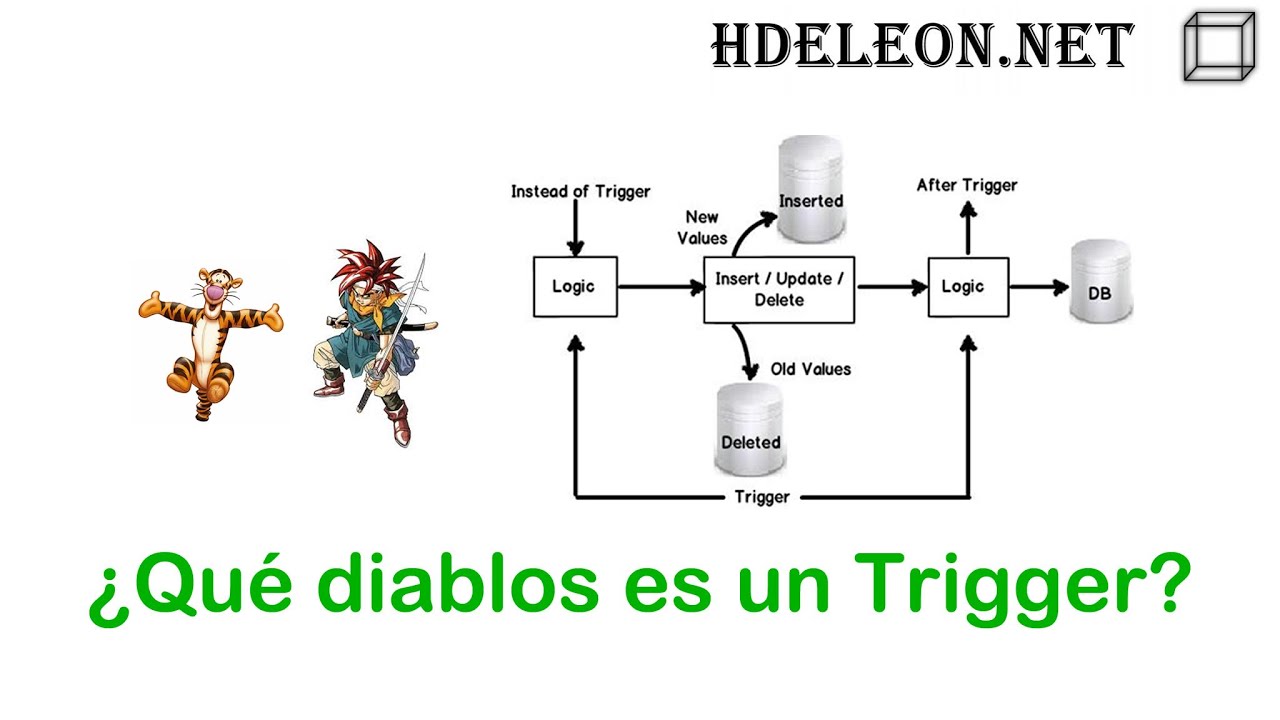 HDELEON.NET
Instead of Trigger
New
Values
Inserted
After Trigger
Logic
Insert / Update /
Delete
Logic
DB
Old Values
Deleted
Trigger
¿Qué diablos es un Trigger?